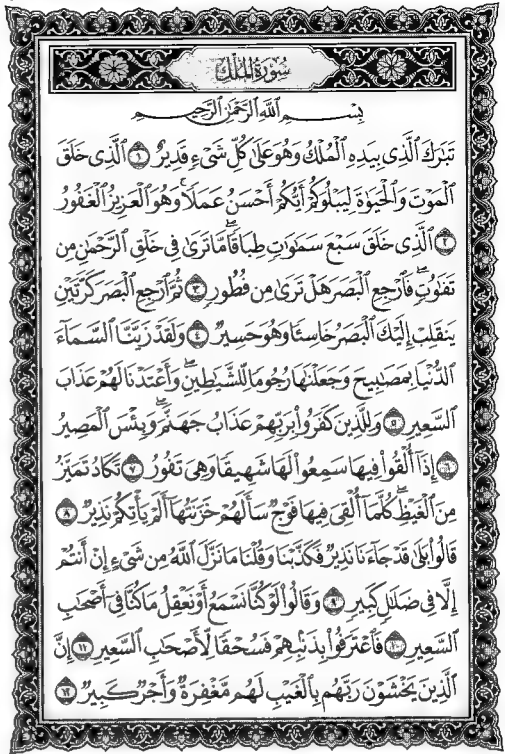 سُورَةُ الْمُلْكِ
بِسْمِ اللَّهِ الرَّحْمَٰنِ الرَّحِيمِ
تَبَٰرَكَ الَّذِي بِيَدِهِ الْمُلْكُ وَهُوَ عَلَىٰ كُلِّ شَيْءٍ قَدِيرٌ ١ الَّذِي خَلَقَ
الْمَوْتَ وَالْحَيَوٰةَ لِيَبْلُوَكُمْ أَيُّكُمْ أَحْسَنُ عَمَلًا ۚ وَهُوَ الْعَزِيزُ الْغَفُورُ
٢ الَّذِي خَلَقَ سَبْعَ سَمَٰوَٰتٍ طِبَاقًا ۖ مَّا تَرَىٰ فِي خَلْقِ الرَّحْمَٰنِ مِن
تَفَٰوُتٍ ۖ فَارْجِعِ الْبَصَرَ هَلْ تَرَىٰ مِن فُطُورٍ ٣ ثُمَّ ارْجِعِ الْبَصَرَ كَرَّتَيْنِ
يَنقَلِبْ إِلَيْكَ الْبَصَرُ خَاسِئًا وَهُوَ حَسِيرٌ ٤ وَلَقَدْ زَيَّنَّا السَّمَاءَ
الدُّنْيَا بِمَصَٰبِيحَ وَجَعَلْنَٰهَا رُجُومًا لِّلشَّيَٰطِينِ ۖ وَأَعْتَدْنَا لَهُمْ عَذَابَ
السَّعِيرِ ٥ وَلِلَّذِينَ كَفَرُوا بِرَبِّهِمْ عَذَابُ جَهَنَّمَ ۖ وَبِئْسَ الْمَصِيرُ
٦ إِذَا أُلْقُوا فِيهَا سَمِعُوا لَهَا شَهِيقًا وَهِيَ تَفُورُ ٧ تَكَادُ تَمَيَّزُ
مِنَ الْغَيْظِ ۖ كُلَّمَا أُلْقِيَ فِيهَا فَوْجٌ سَأَلَهُمْ خَزَنَتُهَا أَلَمْ يَأْتِكُمْ نَذِيرٌ ٨
قَالُوا بَلَىٰ قَدْ جَاءَنَا نَذِيرٌ فَكَذَّبْنَا وَقُلْنَا مَا نَزَّلَ اللَّهُ مِن شَيْءٍ إِنْ أَنتُمْ
إِلَّا فِي ضَلَٰلٍ كَبِيرٍ ٩ وَقَالُوا لَوْ كُنَّا نَسْمَعُ أَوْ نَعْقِلُ مَا كُنَّا فِي أَصْحَٰبِ
السَّعِيرِ ١٠ فَاعْتَرَفُوا بِذَنبِهِمْ فَسُحْقًا لِّأَصْحَٰبِ السَّعِيرِ ١١ إِنَّ
الَّذِينَ يَخْشَوْنَ رَبَّهُم بِالْغَيْبِ لَهُم مَّغْفِرَةٌ وَأَجْرٌ كَبِيرٌ ١٢